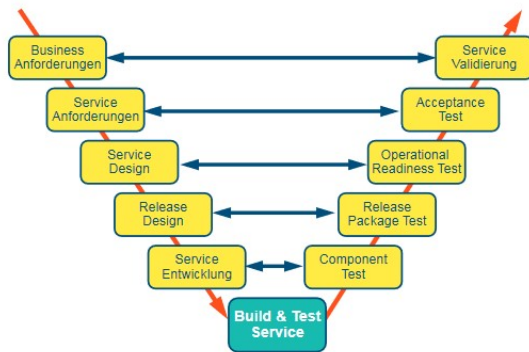 Business
Anforderungen
Service
Validierung
Service
Anforderungen
Acceptance
Test
Service
Design
Operational
Readiness Test
Release
Design
Release
Package Test
Service
Entwicklung
Component
Test
Build & Test
Service